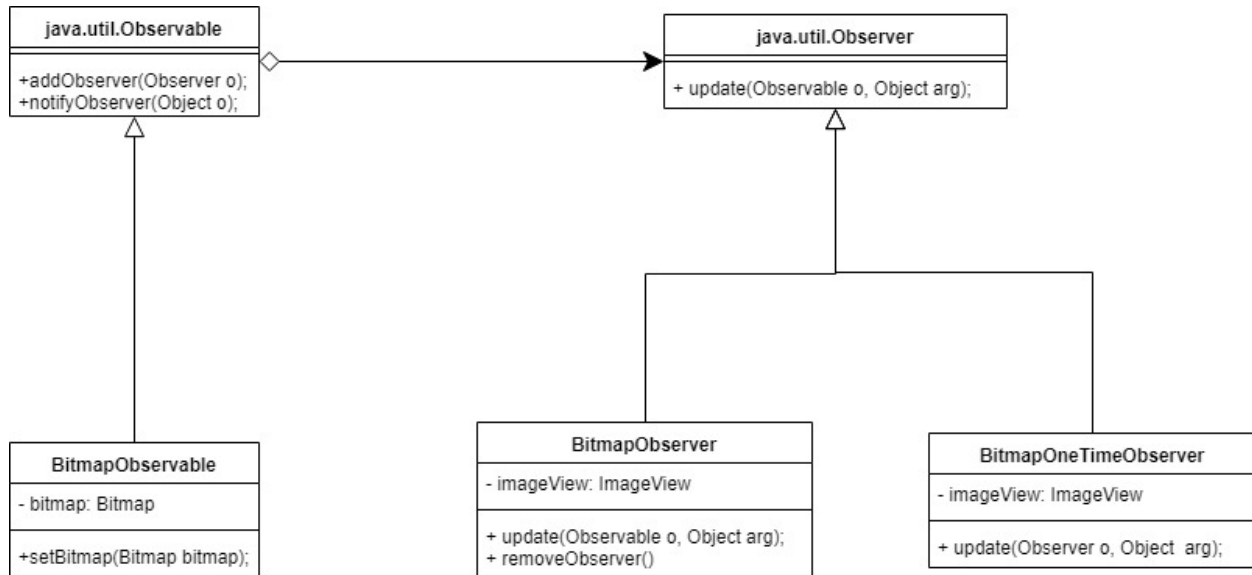 java.util.Observable
+addObserver(Observer o);
+notifyObserver(Object o);
java.util.Observer
+ update(Observable o, Object arg);
BitmapObservable
- bitmap: Bitmap
+setBitmap(Bitmap bitmap);
BitmapObserver
- imageView: ImageView
+ update(Observable o, Object arg);
+ removeObserver()
BitmapOneTimeObserver
- imageView: ImageView
+ update(Observer o, Object arg);